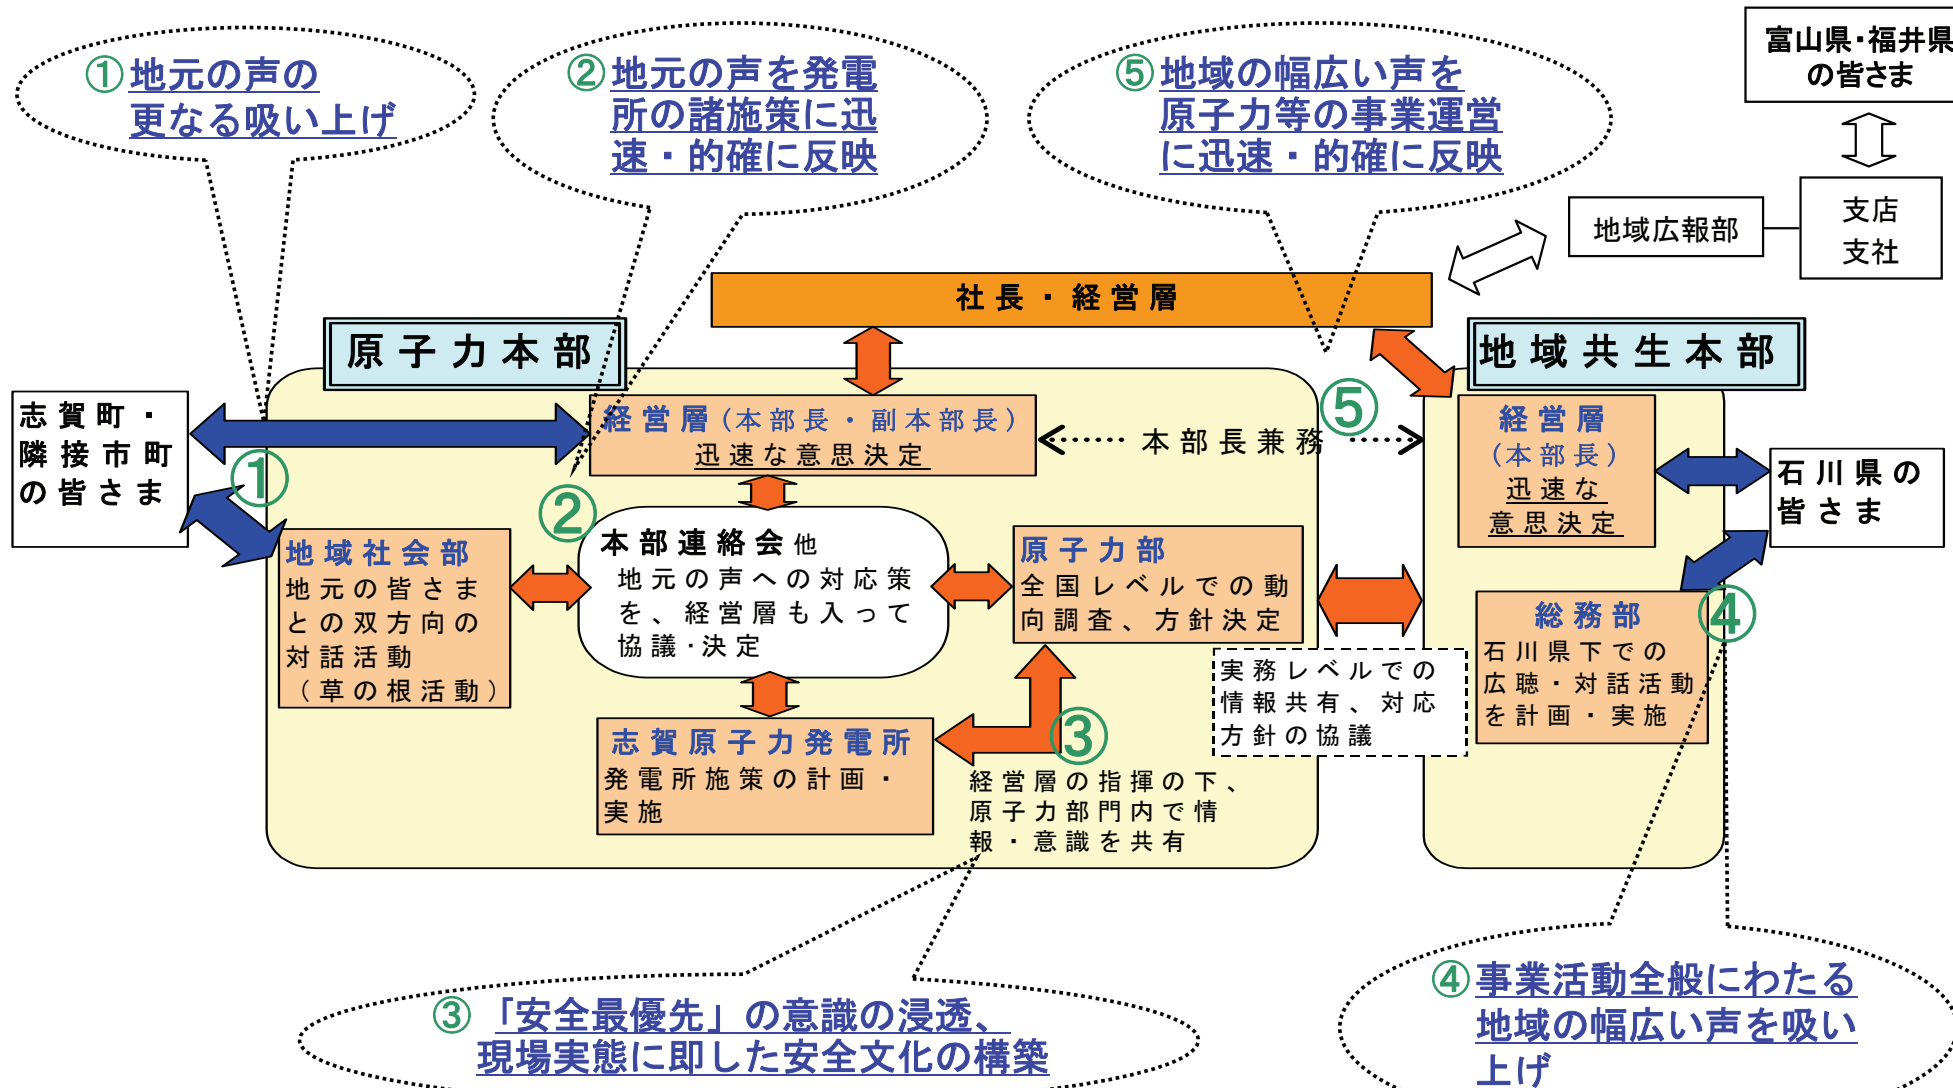 ①地元の声の
更なる吸い上げ
②地元の声を発電
所の諸施策に迅
速・的確に反映
⑤地域の幅広い声を
原子力等の事業運営
に迅速・的確に反映
富山県・福井県
の皆さま
支店
支社
地域広報部
社長・経営層
原子力本部
地域共生本部
志賀町・
隣接市町
の皆さま
①
経営層(本部長・副本部長)
迅速な意思決定
本部長兼務
⑤
経営層
(本部長)
迅速な
意思決定
石川県の
皆さま
②
本部連絡会他
地元の声への対応策
を、経営層も入って
協議・決定
地域社会部
地元の皆さま
との双方向の
対話活動
(草の根活動)
原子力部
全国レベルでの動
向調査、方針決定
④
総務部
石川県下での
広聴・対話活動
を計画・実施
実務レベルでの
情報共有、対応
方針の協議
志賀原子力発電所
発電所施策の計画・
実施
③
経営層の指揮の下、
原子力部門内で情
報・意識を共有
③「安全最優先」の意識の浸透、
現場実態に即した安全文化の構築
④事業活動全般にわたる
地域の幅広い声を吸い
上げ